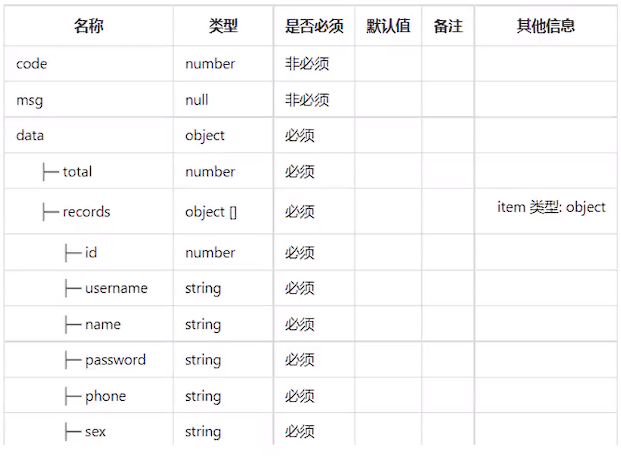 名称 类型 是否必须 默认值 备注 其他信息
code number 非必须
msg null 非必须
data object 必须
├─ total number 必须
├─ records object [] 必须 item 类型: object
├─ id number 必须
├─ username string 必须
├─ name string 必须
├─ password string 必须
├─ phone string 必须
├─ sex string 必须